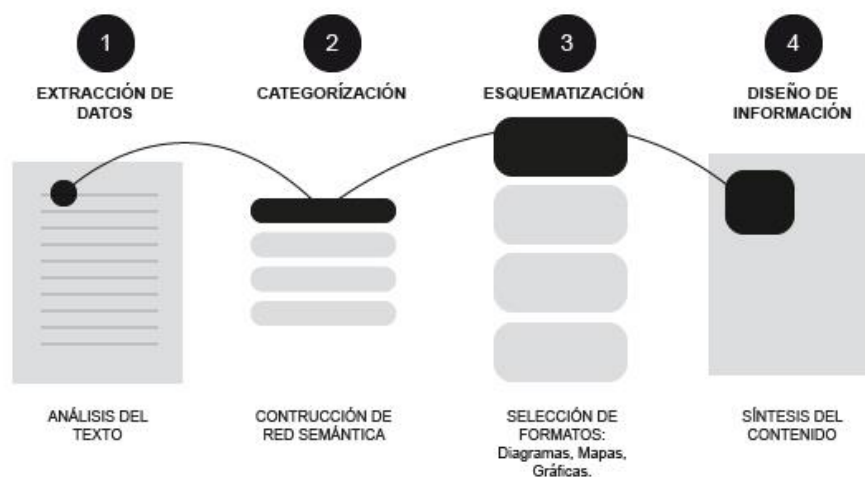 1
EXTRACCIÓN DE
DATOS
ANÁLISIS DEL
TEXTO
2
CATEGORÍZACIÓN
CONTRUCCIÓN DE
RED SEMÁNTICA
3
ESQUEMATIZACIÓN
SELECCIÓN DE
FORMATOS:
Diagramas, Mapas,
Gráficas.
4
DISEÑO DE
INFORMACIÓN
SÍNTESIS DEL
CONTENIDO